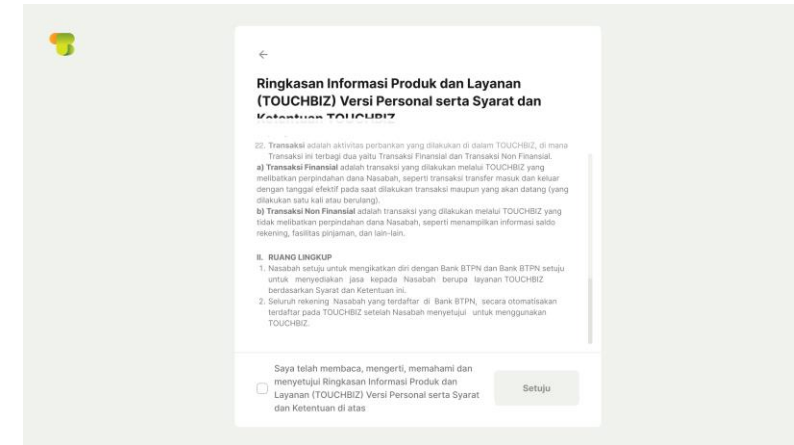 Ringkasan Informasi Produk dan Layanan
(TOUCHBIZ) Versi Personal serta Syarat dan
Ketentuan TOUCHBIZ
22. Transaksi adalah aktivitas perbankan yang dilakukan di dalam TOUCHBIZ, di mana
Transaksi ini terbagi dua yaitu Transaksi Finansial dan Transaksi Non Finansial.
a) Transaksi Finansial adalah transaksi yang dilakukan melalui TOUCHBIZ yang
melibatkan perpindahan dana Nasabah, seperti transaksi transfer masuk dan keluar
dengan tanggal efektif pada saat dilakukan transaksi maupun yang akan datang (yang
dilakukan satu kali atau berulang).
b) Transaksi Non Finansial adalah transaksi yang dilakukan melalui TOUCHBIZ yang
tidak melibatkan perpindahan dana Nasabah, seperti menampilkan informasi saldo
rekening, fasilitas pinjaman, dan lain-lain.
II. RUANG LINGKUP
1. Nasabah setuju untuk mengikatkan diri dengan Bank BTPN dan Bank BTPN setuju
untuk menyediakan jasa kepada Nasabah berupa layanan TOUCHBIZ
berdasarkan Syarat dan Ketentuan ini.
2. Seluruh rekening Nasabah yang terdaftar di Bank BTPN, secara otomatisakan
terdaftar pada TOUCHBIZ setelah Nasabah menyetujui untuk menggunakan
TOUCHBIZ.
Saya telah membaca, mengerti, memahami dan
menyetujui Ringkasan Informasi Produk dan
Layanan (TOUCHBIZ) Versi Personal serta Syarat
dan Ketentuan di atas
Setuju